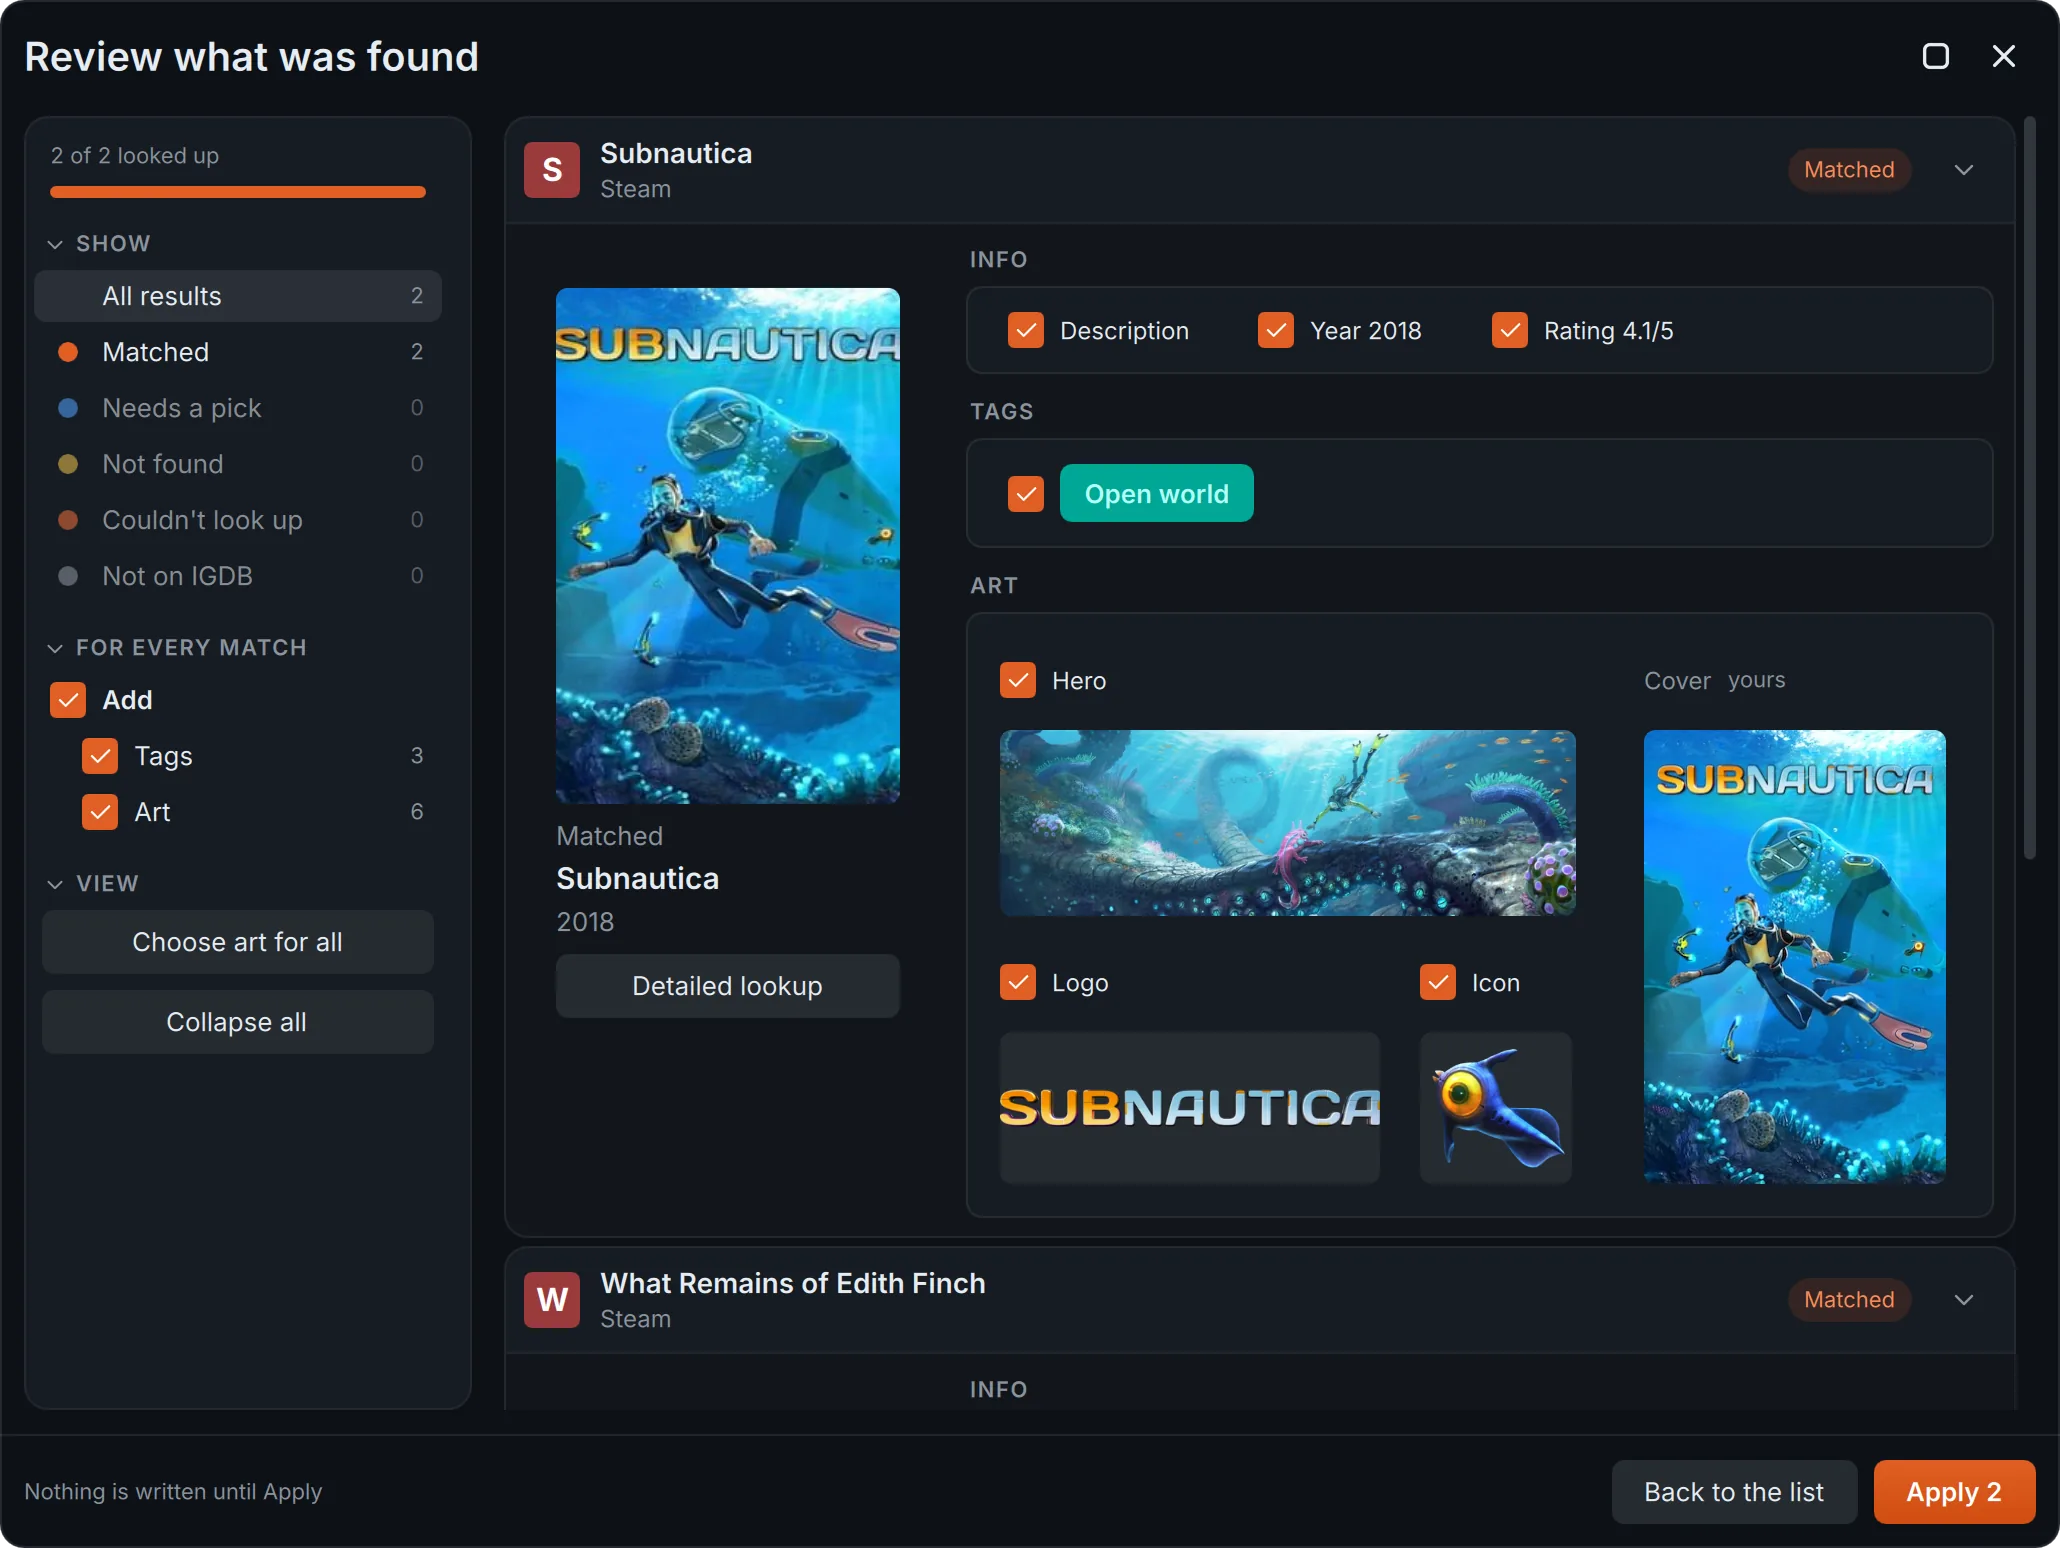 Review what was found
2 of 2 looked up
SHOW
All results 2
Matched 2
Needs a pick 0
Not found 0
Couldn't look up 0
Not on IGDB 0
FOR EVERY MATCH
Add
Tags 3
Art 6
VIEW
Choose art for all
Collapse all
S
Subnautica
Steam
Matched
SUBNAUTICA
Matched
Subnautica
2018
Detailed lookup
INFO
Description
Year 2018
Rating 4.1/5
TAGS
Open world
ART
Hero
Cover yours
SUBNAUTICA
Logo
Icon
SUBNAUTICA
W
What Remains of Edith Finch
Steam
Matched
INFO
Nothing is written until Apply
Back to the list
Apply 2